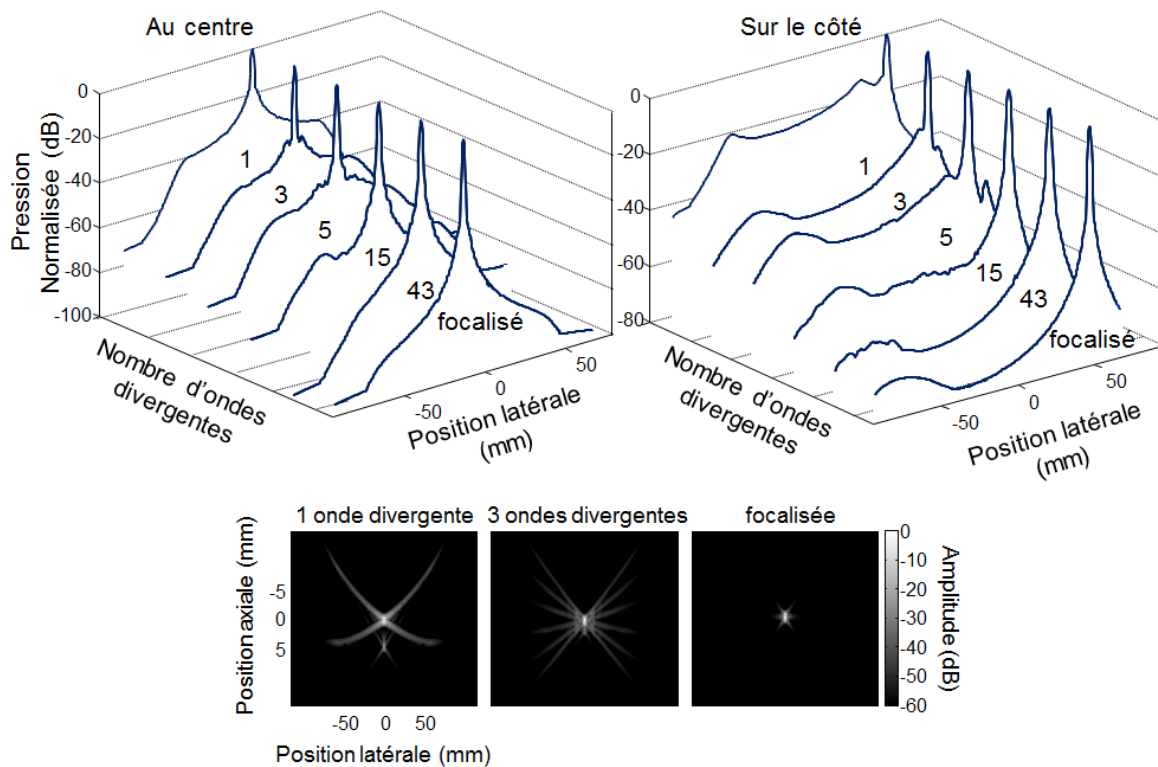 Au centre
Sur le côté
Pression
Normalisée (dB)
0
-20
-40
-60
-80
-100
1
3
5
15
43
focalisé
Nombre d'ondes
divergentes
-50
0
50
Position latérale
(mm)
0
-20
-40
-60
-80
1
3
5
15
43
focalisé
Nombre d'ondes
divergentes
-50
0
50
Position latérale
(mm)
1 onde divergente
3 ondes divergentes
focalisée
Position axiale (mm)
-5
0
5
-50 0 50
Position latérale (mm)
0
-10
-20
-30
-40
-50
-60
Amplitude (dB)